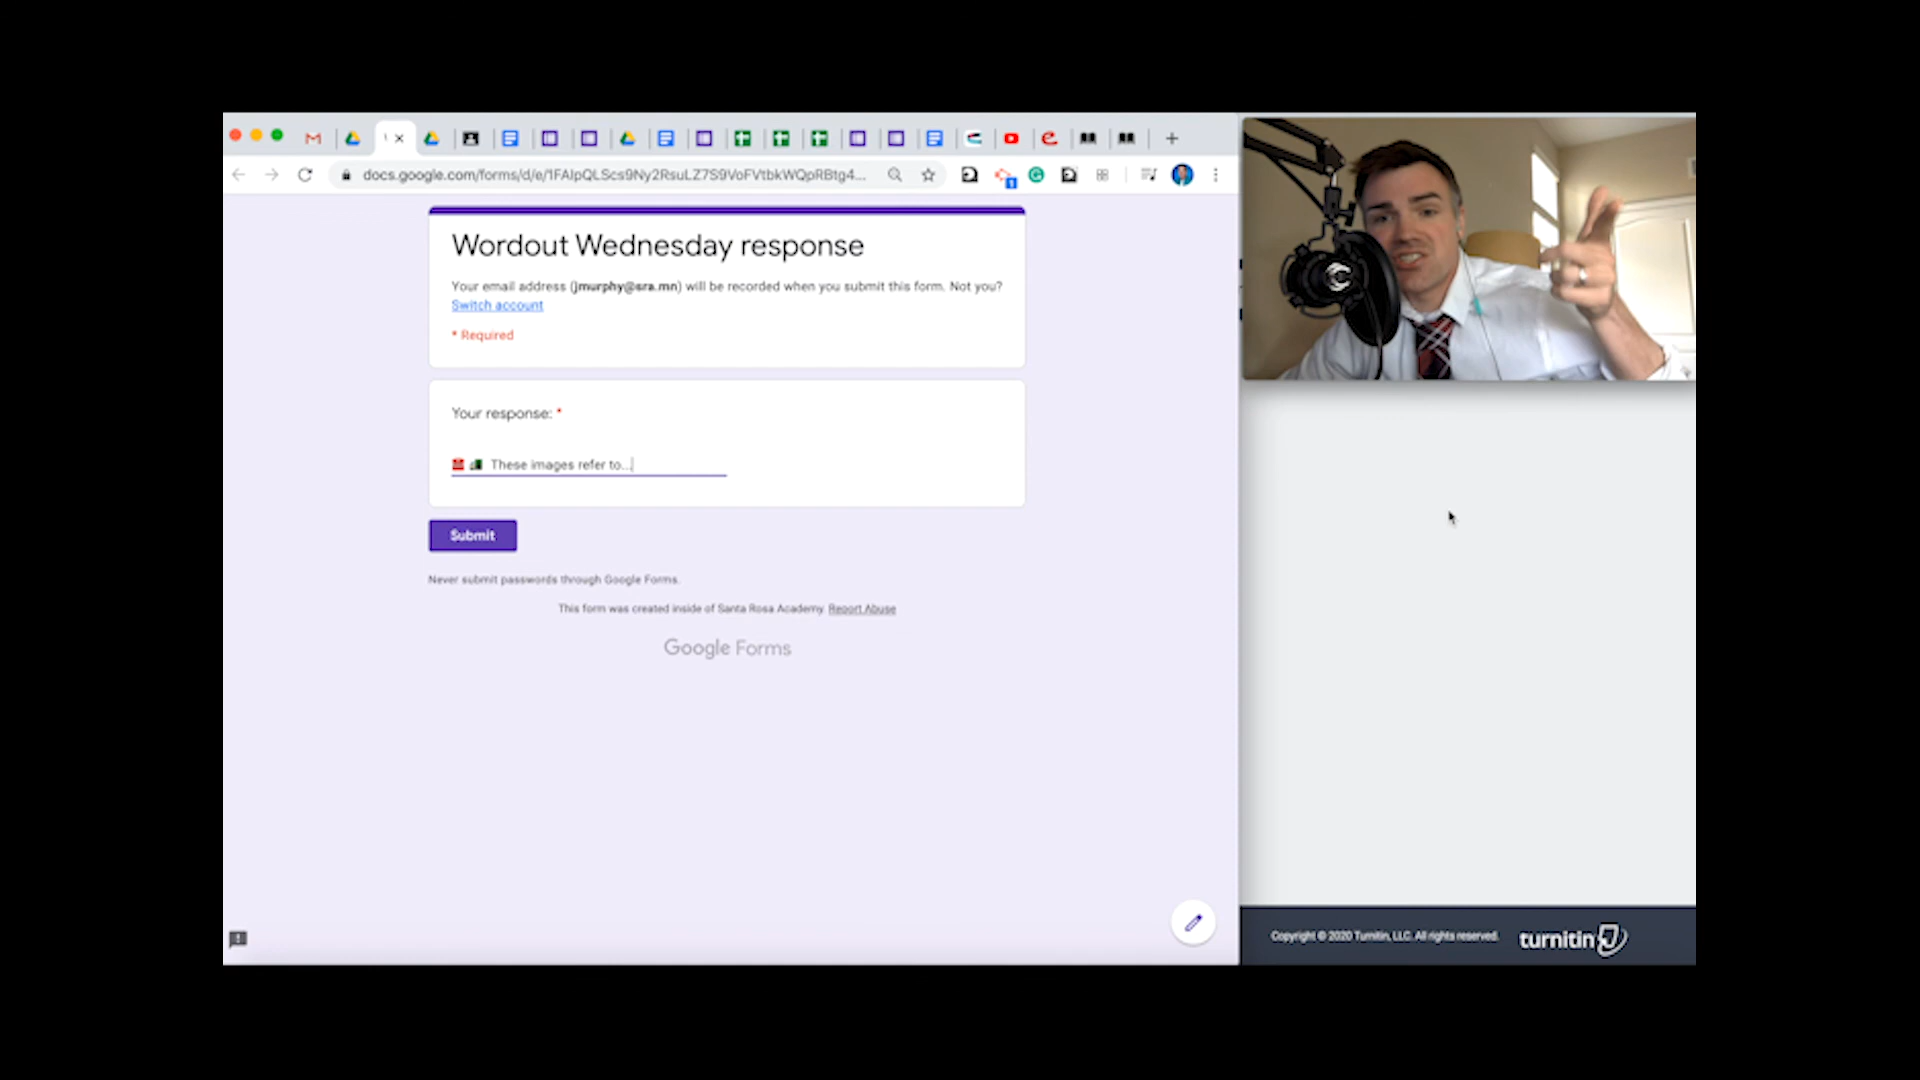 docs.google.com/forms/d/e/1FAIpQLScs9Ny2RsuLZ7S9VoFVtbkWQpRBtg4...
Wordout Wednesday response
Your email address (jmurphy@sra.mn) will be recorded when you submit this form. Not you?
Switch account
* Required
Your response: *
These images refer to...
Submit
Never submit passwords through Google Forms.
This form was created inside of Santa Rosa Academy. Report Abuse
Google Forms
Copyright © 2020 Turnitin, LLC. All rights reserved.
turnitin